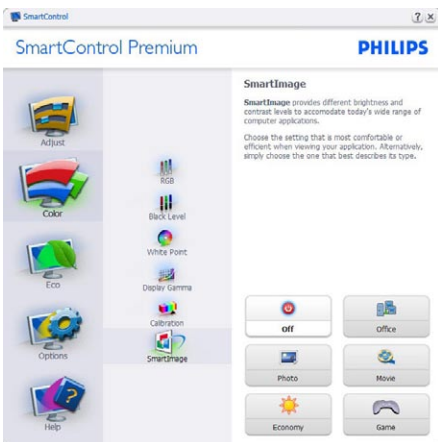 SmartControl
? x
SmartControl Premium
PHILIPS
Adjust
Color
Eco
Options
Help
RGB
Black Level
White Point
Display Gamma
Calibration
SmartImage
SmartImage
SmartImage provides different brightness and
contrast levels to accomodate today's wide range of
computer applications.
Choose the setting that is most comfortable or
efficient when viewing your application. Alternatively,
simply choose the one that best describes its type.
Off
Office
Photo
Movie
Economy
Game